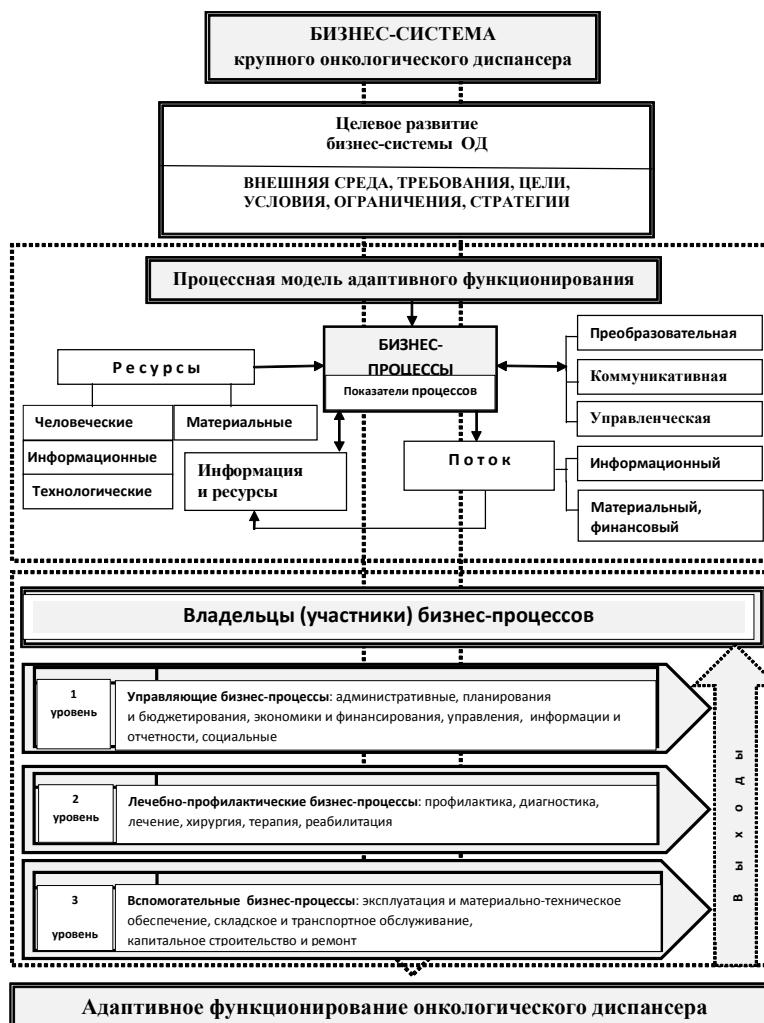 БИЗНЕС-СИСТЕМА
крупного онкологического диспансера
Целевое развитие
бизнес-системы ОД
ВНЕШНЯЯ СРЕДА, ТРЕБОВАНИЯ, ЦЕЛИ,
УСЛОВИЯ, ОГРАНИЧЕНИЯ, СТРАТЕГИИ
Процессная модель адаптивного функционирования
Ресурсы
Человеческие
Материальные
Информационные
Технологические
БИЗНЕС-
ПРОЦЕССЫ
Показатели процессов
Информация
и ресурсы
Преобразовательная
Коммуникативная
Управленческая
Поток
Информационный
Материальный,
финансовый
Владельцы (участники) бизнес-процессов
1
уровень
Управляющие бизнес-процессы: административные, планирования
и бюджетирования, экономики и финансирования, управления, информации и
отчетности, социальные
2
уровень
Лечебно-профилактические бизнес-процессы: профилактика, диагностика,
лечение, хирургия, терапия, реабилитация
3
уровень
Вспомогательные бизнес-процессы: эксплуатация и материально-техническое
обеспечение, складское и транспортное обслуживание,
капитальное строительство и ремонт
Выходы
Адаптивное функционирование онкологического диспансера